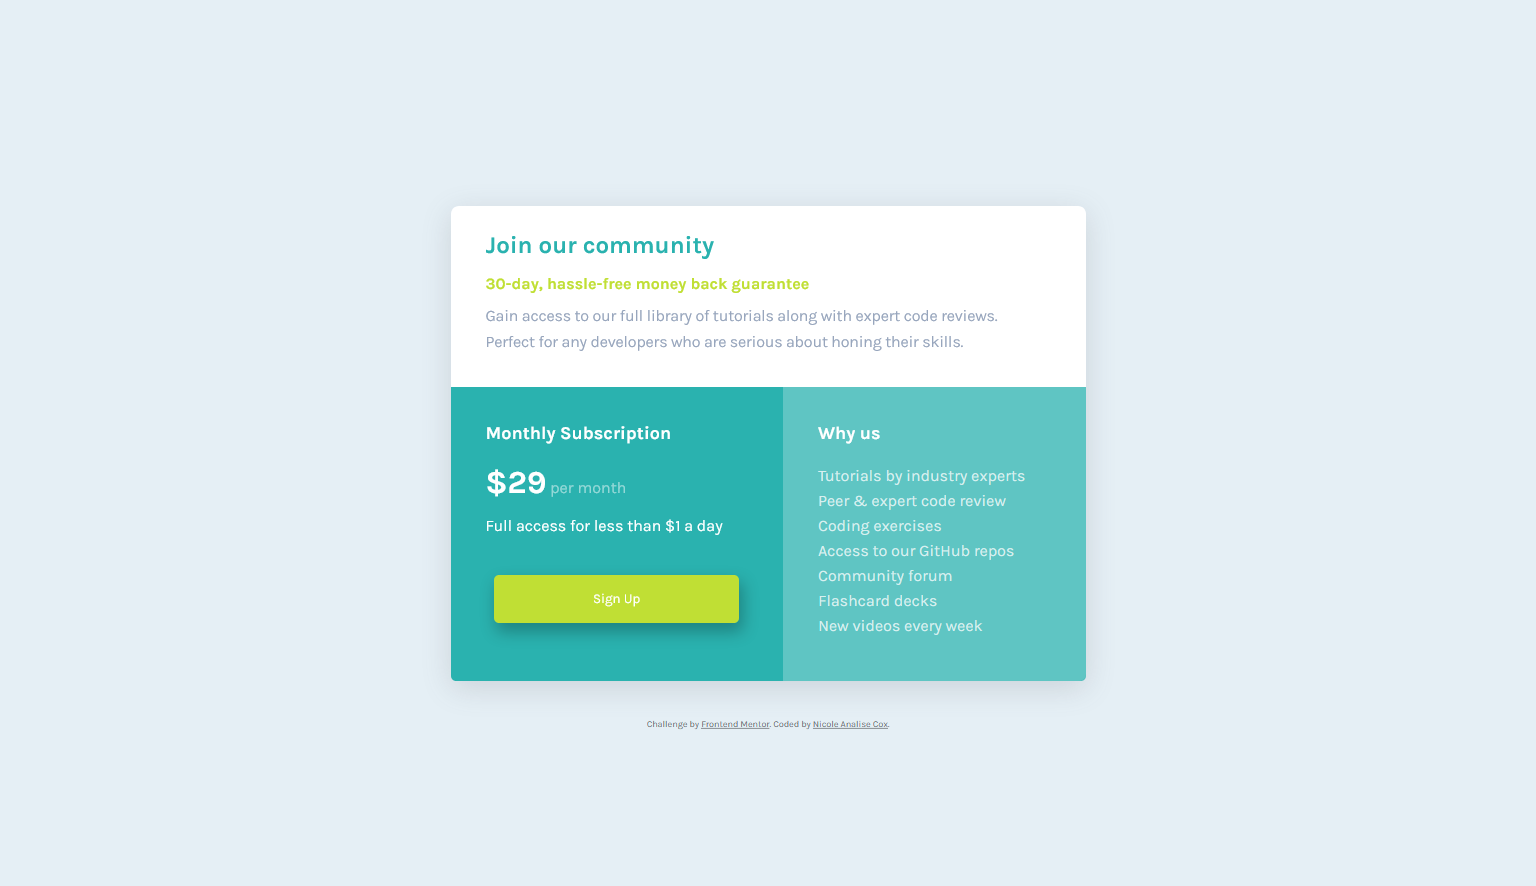 Join our community
30-day, hassle-free money back guarantee
Gain access to our full library of tutorials along with expert code reviews.
Perfect for any developers who are serious about honing their skills.
Monthly Subscription
$29 per month
Full access for less than $1 a day
Sign Up
Why us
Tutorials by industry experts
Peer & expert code review
Coding exercises
Access to our GitHub repos
Community forum
Flashcard decks
New videos every week
Challenge by Frontend Mentor. Coded by Nicole Analise Cox.